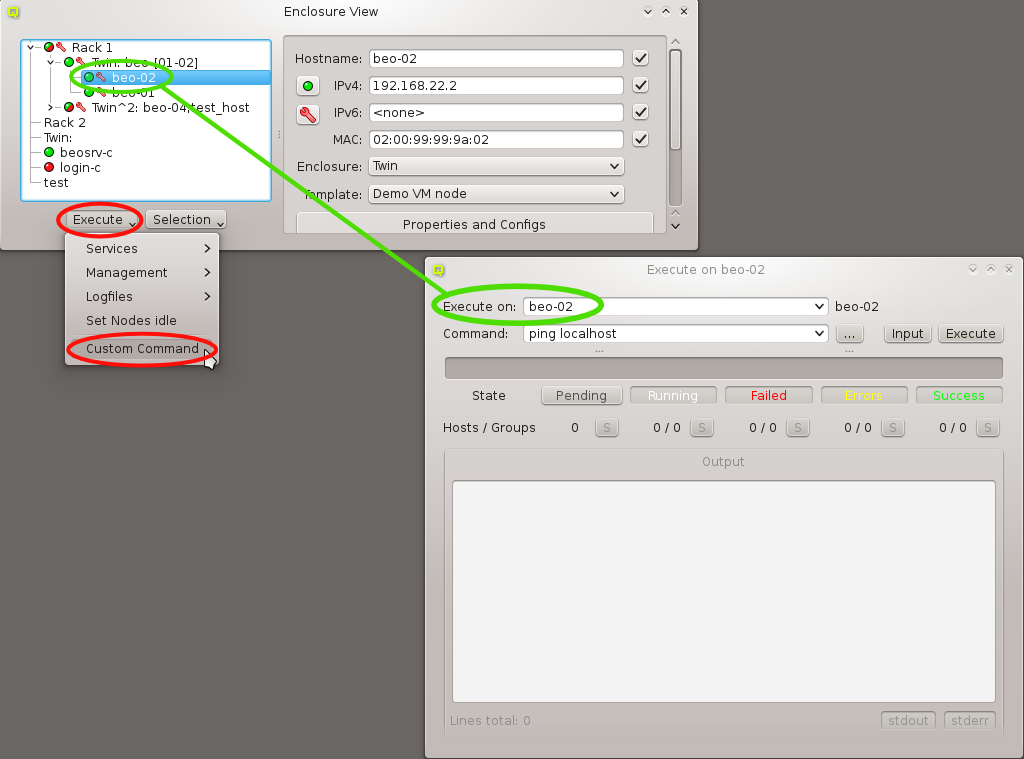 Enclosure View
Rack 1
Twin: beo-[01-02]
beo-02
beo-01
Twin^2: beo-04,test_host
Rack 2
Twin:
beosrv-c
login-c
test
Execute
Selection
Hostname: beo-02
IPv4: 192.168.22.2
IPv6: <none>
MAC: 02:00:99:99:9a:02
Enclosure: Twin
Template: Demo VM node
Properties and Configs
Services
Management
Logfiles
Set Nodes idle
Custom Command
Execute on beo-02
Execute on: beo-02 beo-02
Command: ping localhost ... Input Execute
... ...
State Pending Running Failed Errors Success
Hosts / Groups 0 S 0 / 0 S 0 / 0 S 0 / 0 S 0 / 0 S
Output
Lines total: 0 stdout stderr